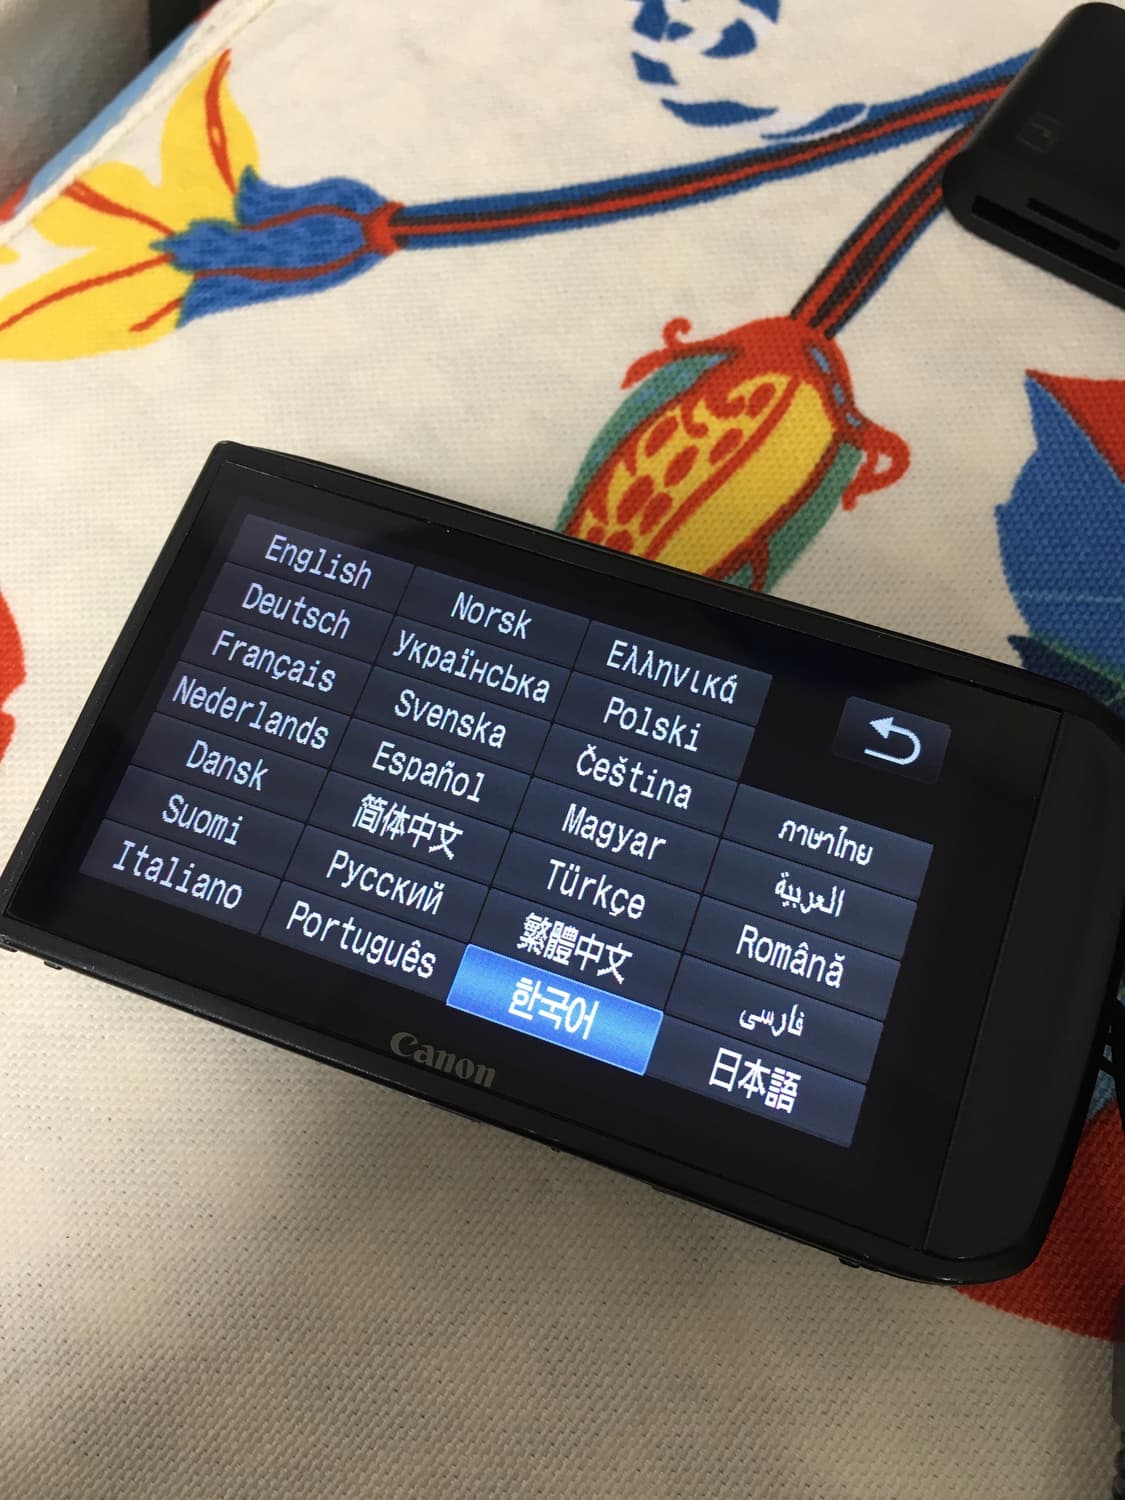 English
Deutsch
Français
Nederlands
Dansk
Suomi
Italiano
Norsk
Українська
Svenska
Español
简体中文
Русский
Português
Ελληνικά
Polski
Čeština
Magyar
Türkçe
繁體中文
한국어
ภาษาไทย
العربية
Română
فارسی
日本語
Canon